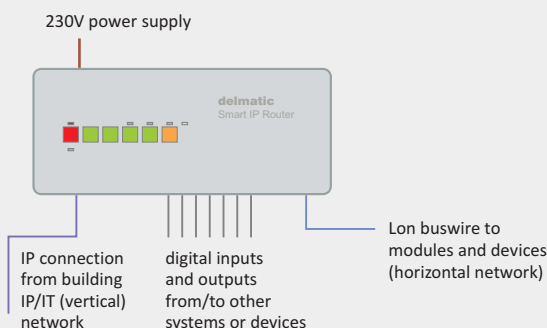 230V power supply
delmatic
Smart IP Router
IP connection
from building
IP/IT (vertical)
network
digital inputs
and outputs
from/to other
systems or devices
Lon buswire to
modules and devices
(horizontal network)